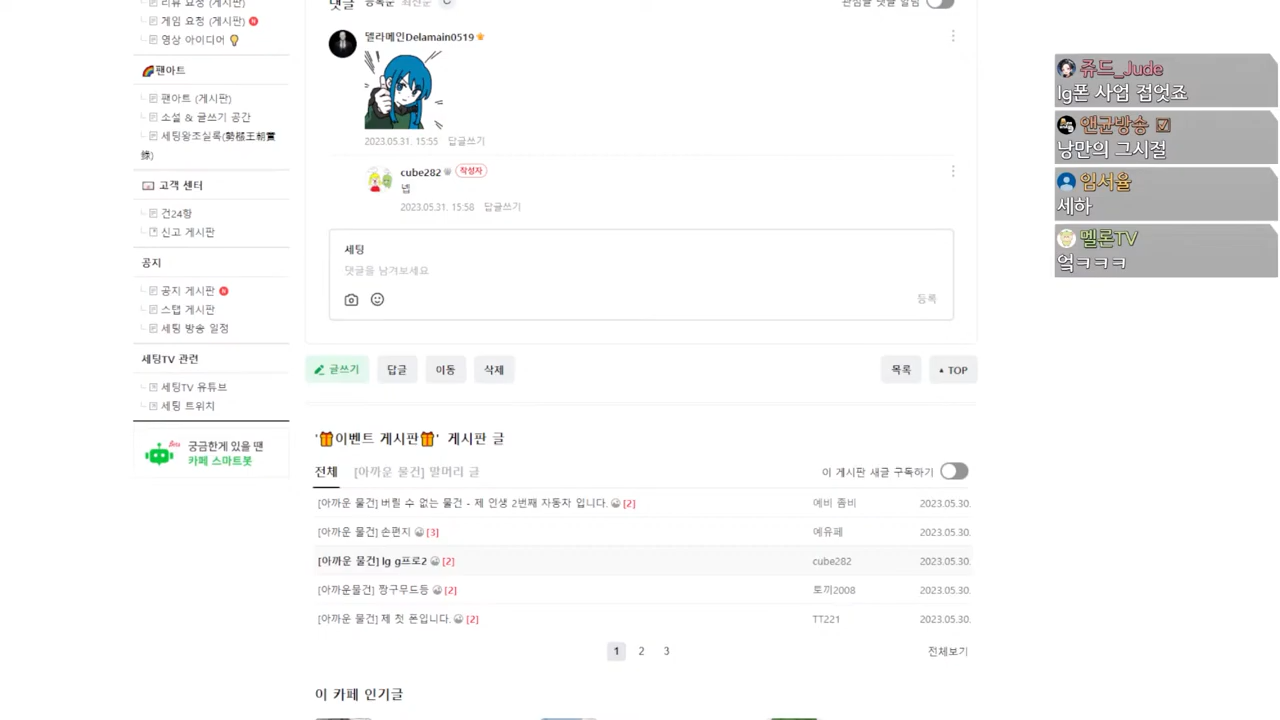 리뷰 요청 (게시판)
게임 요청 (게시판) N
영상 아이디어
팬아트
팬아트 (게시판)
소설 & 글쓰기 공간
세팅왕조실록(勢極王朝實
錄)
고객 센터
건24항
신고 게시판
공지
공지 게시판 N
스탭 게시판
세팅 방송 일정
세팅TV 관련
세팅TV 유튜브
세팅 트위치
궁금한게 있을 땐 Beta
카페 스마트봇
댓글 등록순 최신순
관심글 댓글 알림
델라메인Delamain0519
2023.05.31. 15:55 답글쓰기
cube282 작성자
넵
2023.05.31. 15:58 답글쓰기
세팅
댓글을 남겨보세요
등록
글쓰기 답글 이동 삭제 목록 TOP
'이벤트 게시판' 게시판 글
전체 [아까운 물건] 말머리 글 이 게시판 새글 구독하기
[아까운 물건] 버릴 수 없는 물건 - 제 인생 2번째 자동자 입니다. [2] 예비 좀비 2023.05.30.
[아까운 물건] 손편지 [3] 예유페 2023.05.30.
[아까운 물건] lg g프로2 [2] cube282 2023.05.30.
[아까운물건] 짱구무드등 [2] 토끼2008 2023.05.30.
[아까운 물건] 제 첫 폰입니다. [2] TT221 2023.05.30.
1 2 3 전체보기
이 카페 인기글
쥬드_Jude
lg폰 사업 접엇죠
앤균방송
낭만의 그시절
임서율
세하
멜론TV
엌ㅋㅋㅋ